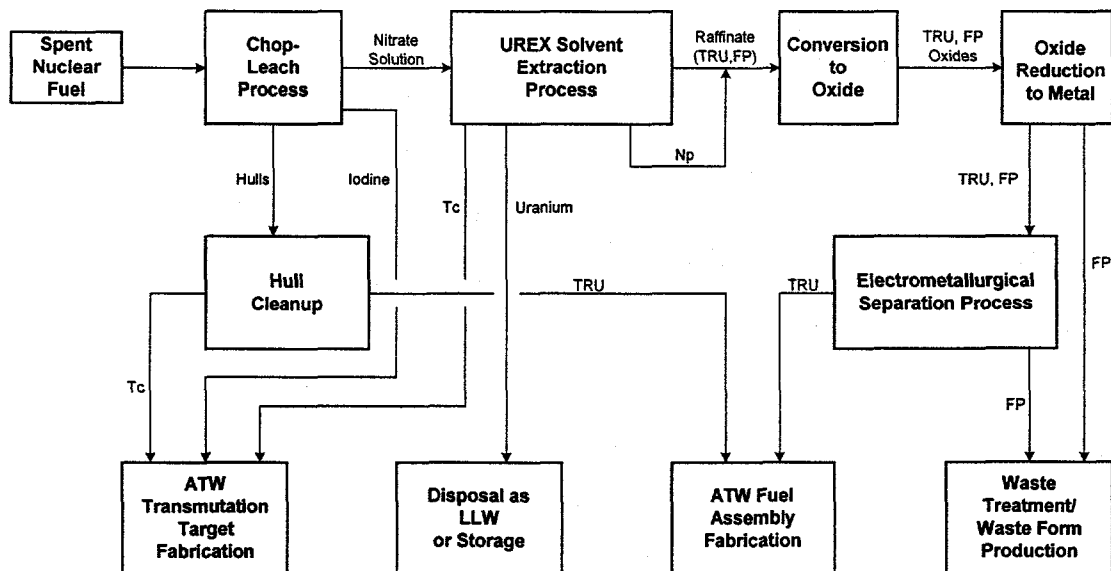 Spent
Nuclear
Fuel
Chop-
Leach
Process
Nitrate
Solution
UREX Solvent
Extraction
Process
Raffinate
(TRU,FP)
Conversion
to
Oxide
TRU, FP
Oxides
Oxide
Reduction
to Metal
Np
Hulls
Iodine
Tc
Uranium
TRU, FP
FP
Hull
Cleanup
TRU
TRU
Electrometallurgical
Separation Process
Tc
FP
ATW
Transmutation
Target
Fabrication
Disposal as
LLW
or Storage
ATW Fuel
Assembly
Fabrication
Waste
Treatment/
Waste Form
Production